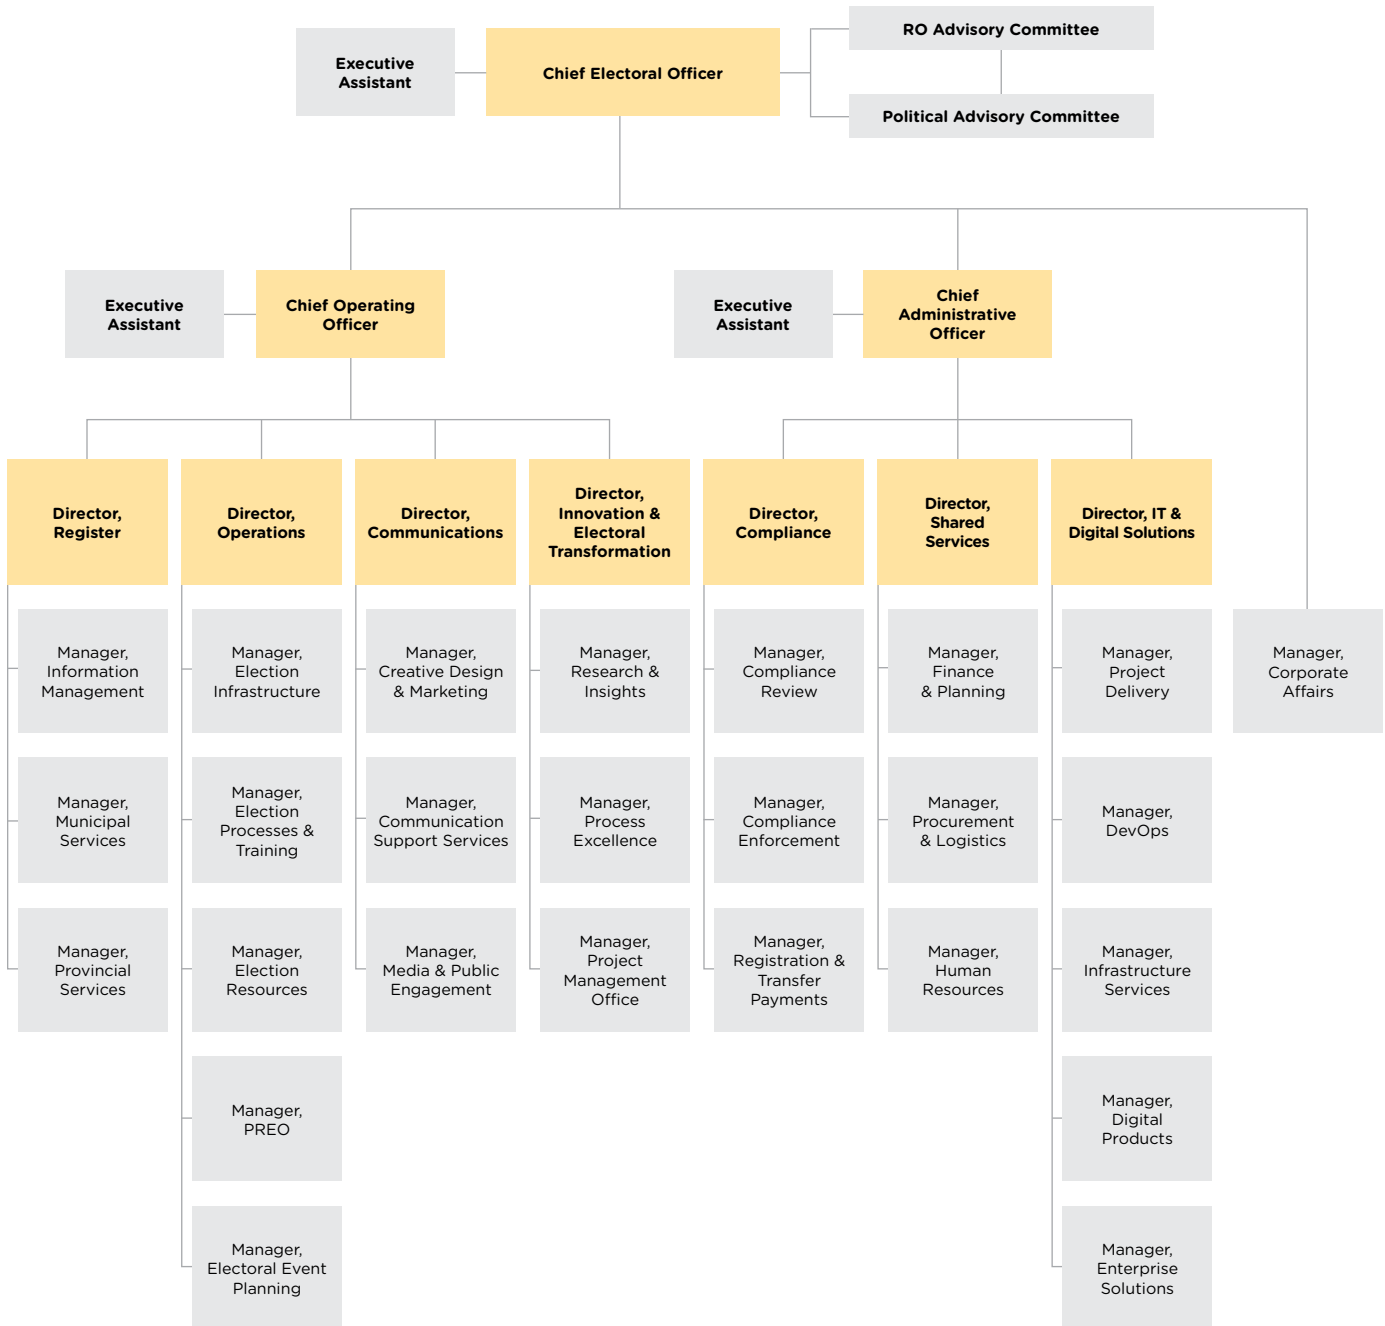 Executive
Assistant
Chief Electoral Officer
RO Advisory Committee
Political Advisory Committee
Executive
Assistant
Chief Operating
Officer
Executive
Assistant
Chief
Administrative
Officer
Director,
Register
Director,
Operations
Director,
Communications
Director,
Innovation &
Electoral
Transformation
Director,
Compliance
Director,
Shared
Services
Director, IT &
Digital Solutions
Manager,
Information
Management
Manager,
Election
Infrastructure
Manager,
Creative Design
& Marketing
Manager,
Research &
Insights
Manager,
Compliance
Review
Manager,
Finance
& Planning
Manager,
Project
Delivery
Manager,
Corporate
Affairs
Manager,
Municipal
Services
Manager,
Election
Processes &
Training
Manager,
Communication
Support Services
Manager,
Process
Excellence
Manager,
Compliance
Enforcement
Manager,
Procurement
& Logistics
Manager,
DevOps
Manager,
Provincial
Services
Manager,
Election
Resources
Manager,
Media & Public
Engagement
Manager,
Project
Management
Office
Manager,
Registration &
Transfer
Payments
Manager,
Human
Resources
Manager,
Infrastructure
Services
Manager,
PREO
Manager,
Digital
Products
Manager,
Electoral Event
Planning
Manager,
Enterprise
Solutions